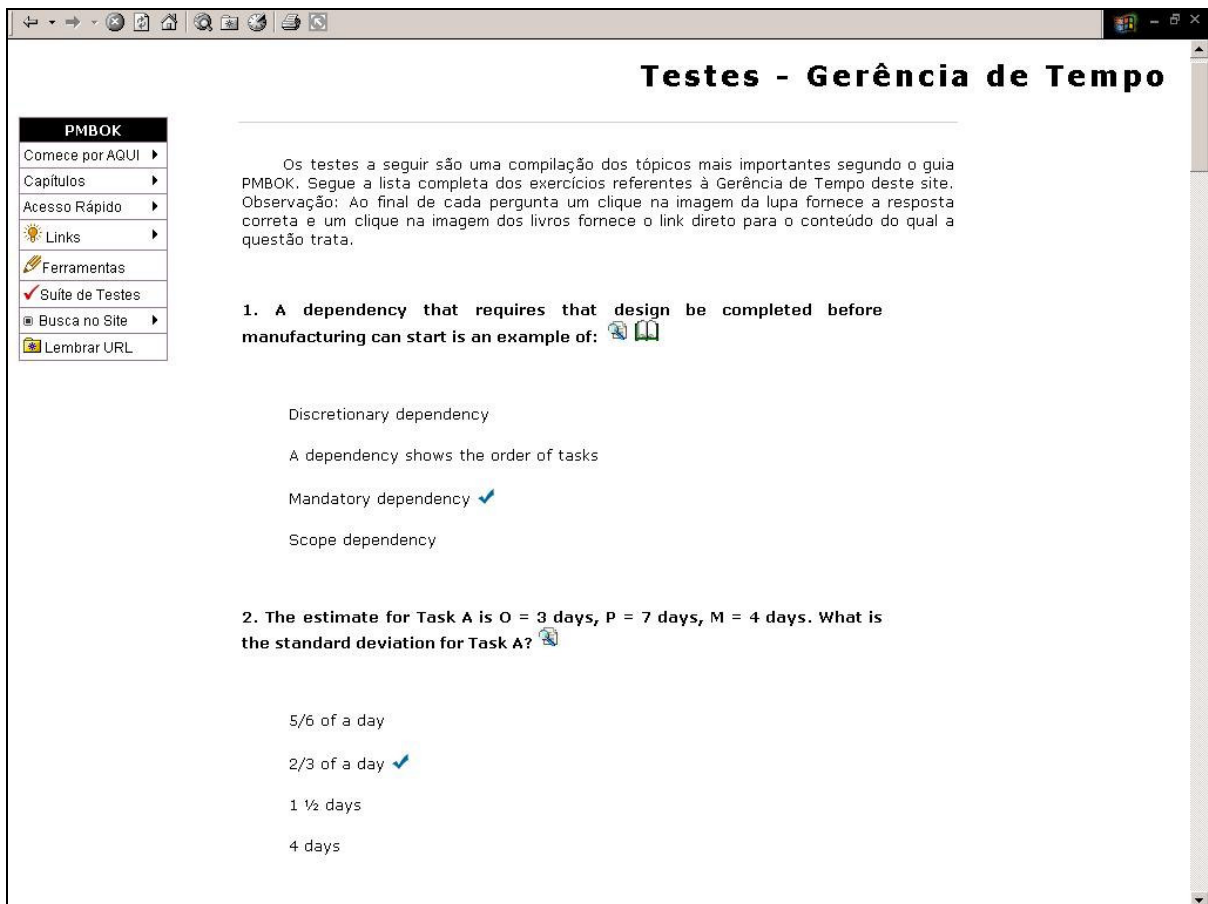 Testes - Gerência de Tempo
PMBOK
Comece por AQUI
Capítulos
Acesso Rápido
Links
Ferramentas
Suíte de Testes
Busca no Site
Lembrar URL
Os testes a seguir são uma compilação dos tópicos mais importantes segundo o guia
PMBOK. Segue a lista completa dos exercícios referentes à Gerência de Tempo deste site.
Observação: Ao final de cada pergunta um clique na imagem da lupa fornece a resposta
correta e um clique na imagem dos livros fornece o link direto para o conteúdo do qual a
questão trata.
1. A dependency that requires that design be completed before
manufacturing can start is an example of:
Discretionary dependency
A dependency shows the order of tasks
Mandatory dependency
Scope dependency
2. The estimate for Task A is O = 3 days, P = 7 days, M = 4 days. What is
the standard deviation for Task A?
5/6 of a day
2/3 of a day
1 ½ days
4 days